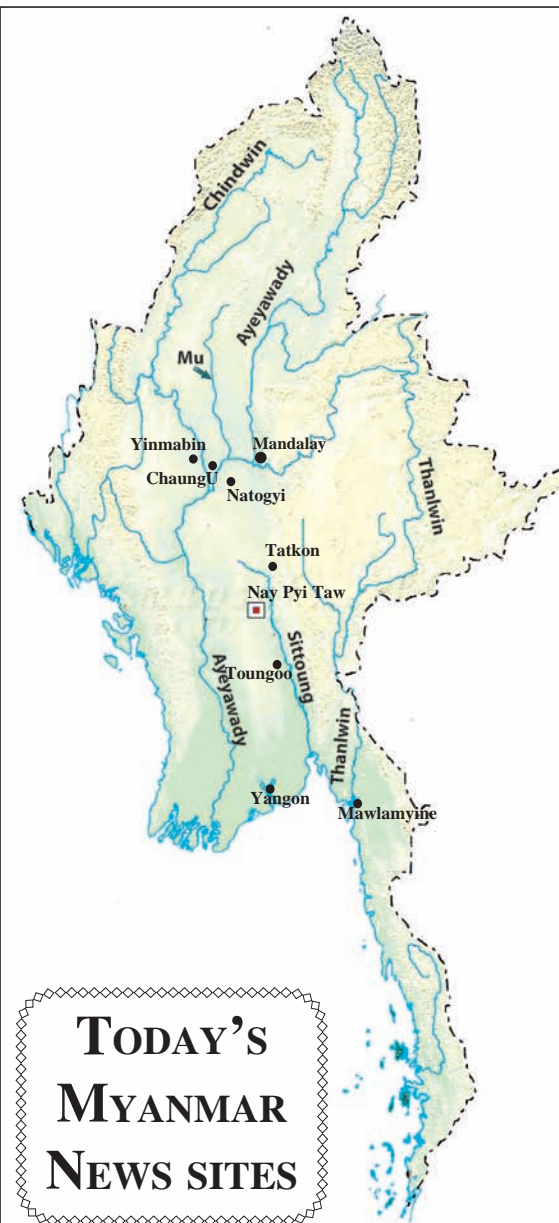 Chindwin
Ayeyawady
Mu
Yinmabin
Mandalay
ChaungU
Natogyi
Thanlwin
Tatkon
Nay Pyi Taw
Sittoung
Toungoo
Ayeyawady
Thanlwin
Yangon
Mawlamyine
TODAY'S
MYANMAR
NEWS SITES